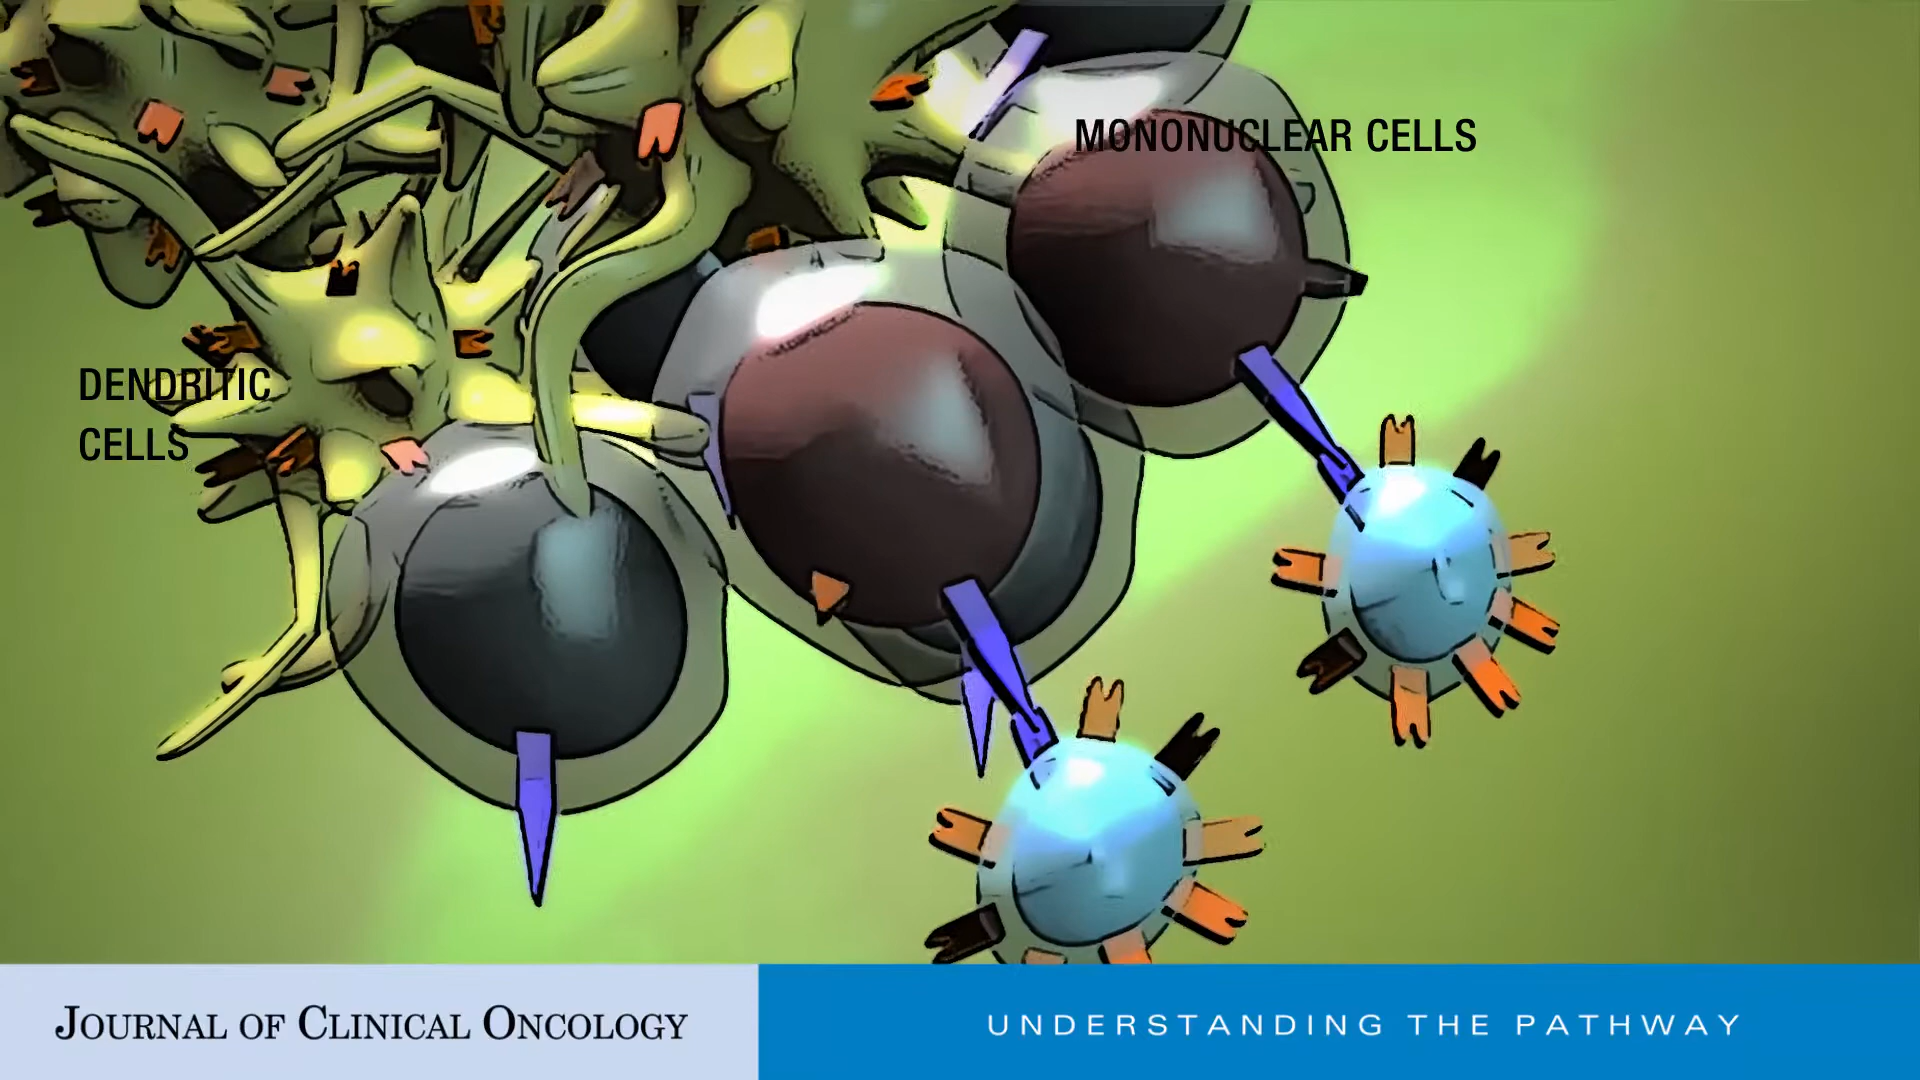 MONONUCLEAR CELLS
DENDRITIC
CELLS
JOURNAL OF CLINICAL ONCOLOGY
UNDERSTANDING THE PATHWAY